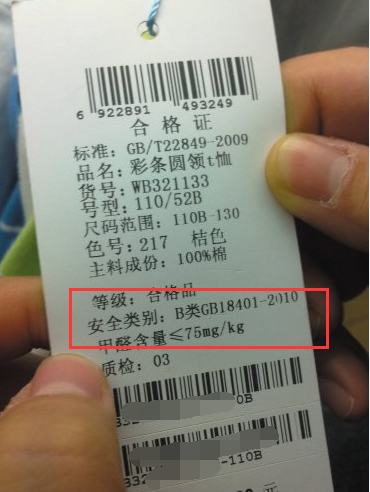 6 922891 493249
合格证
标准：GB/T22849-2009
品名：彩条圆领t恤
货号：WB321133
号型：110/52B
尺码范围：110B-130
色号：217 桔色
主料成份：100%棉
等级：合格品
安全类别：B类GB18401-2010
甲醛含量≤75mg/kg
质检：03
0B
-110B